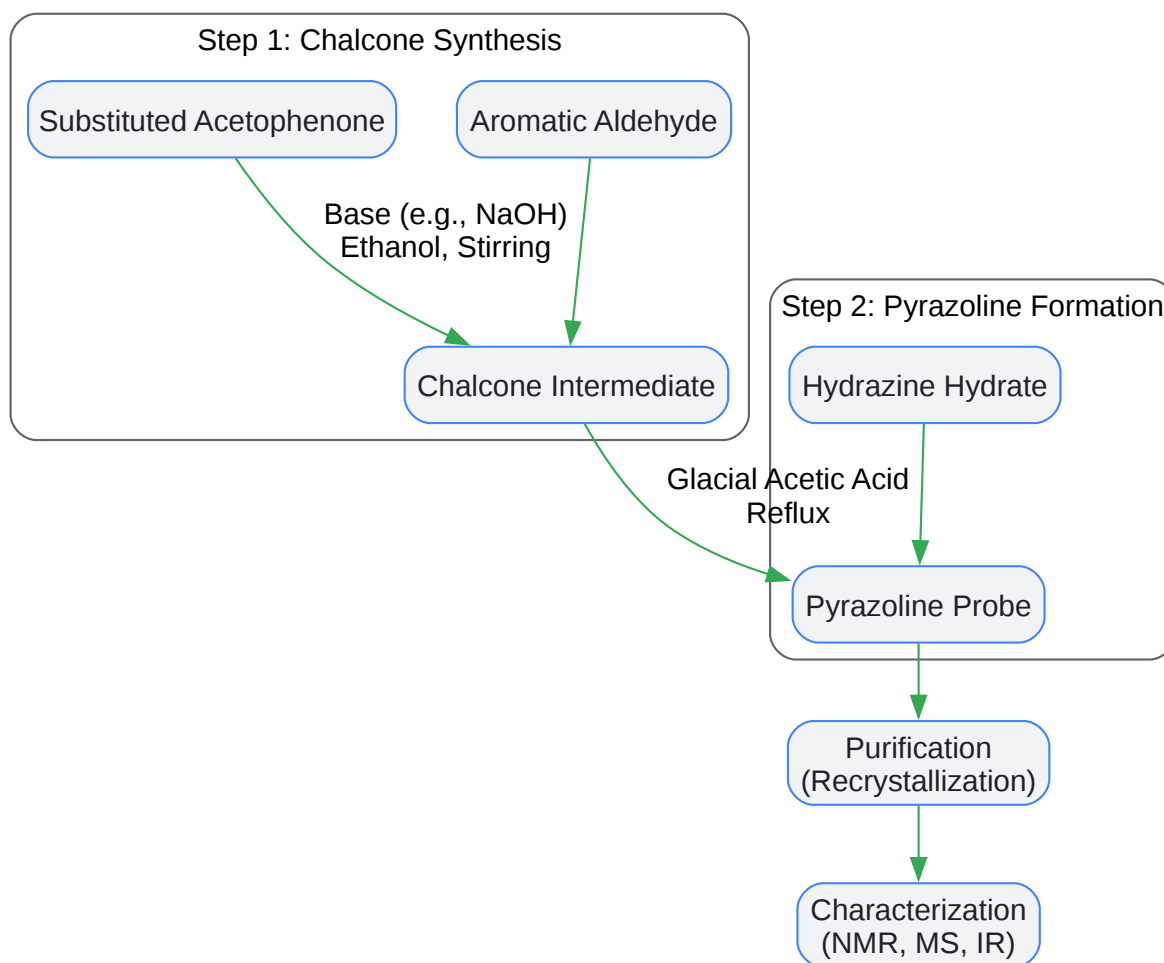 Step 1: Chalcone Synthesis
Substituted Acetophenone
Aromatic Aldehyde
Base (e.g., NaOH)
Ethanol, Stirring
Chalcone Intermediate
Step 2: Pyrazoline Formation
Hydrazine Hydrate
Glacial Acetic Acid
Reflux
Pyrazoline Probe
Purification
(Recrystallization)
Characterization
(NMR, MS, IR)